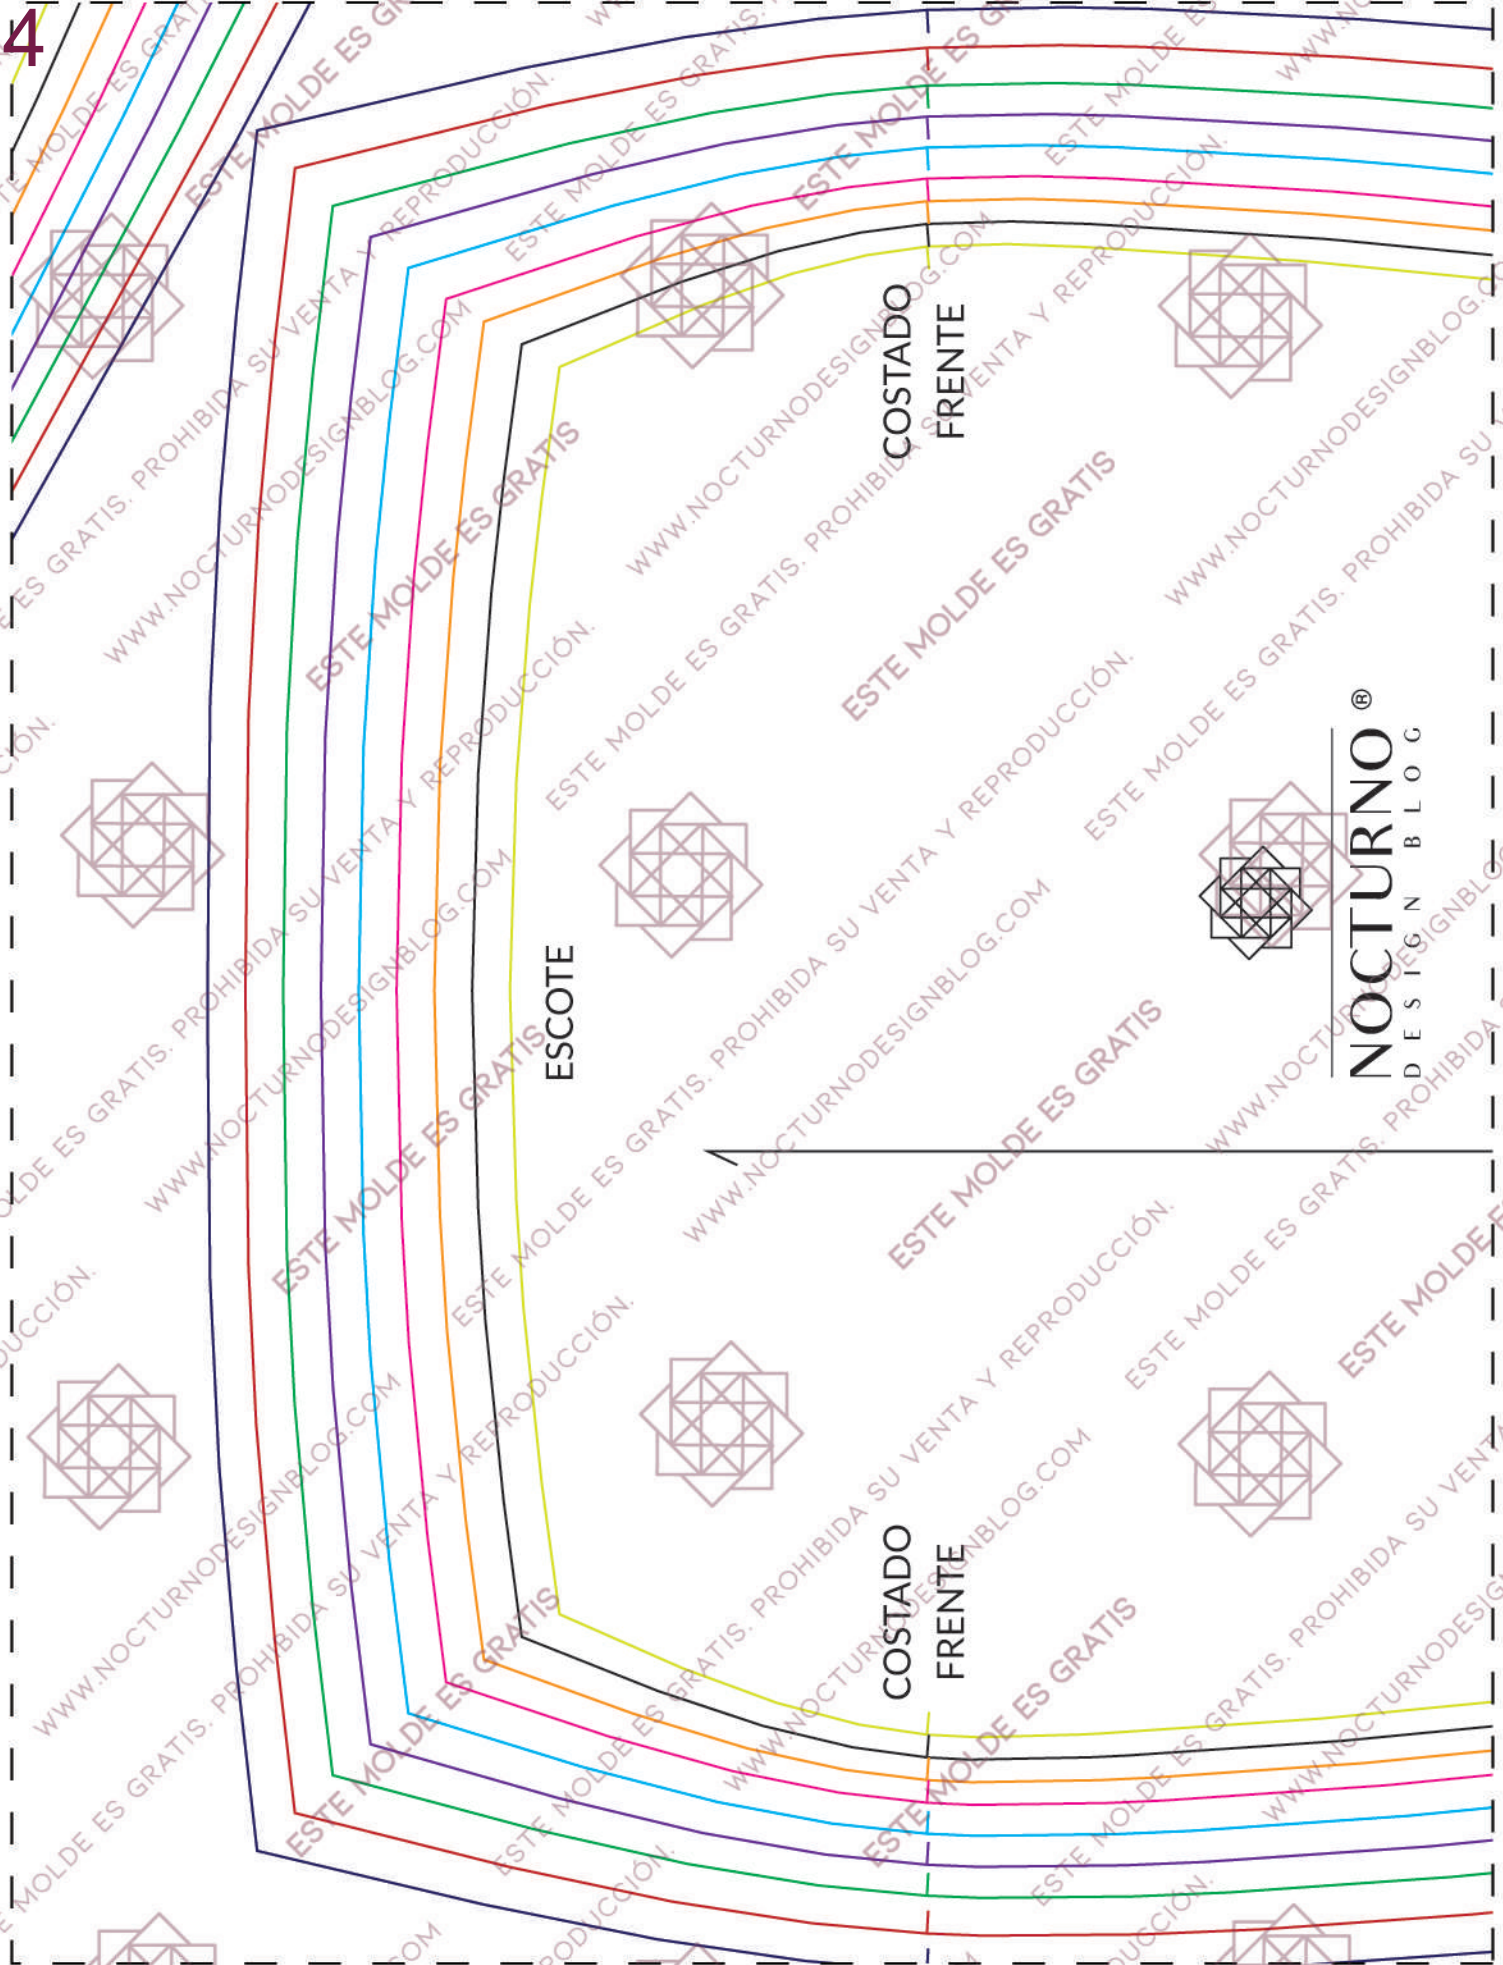 4
COSTADO
FRENTE
ESCOTE
NOCTURNO®
DESIGN BLOG
COSTADO
FRENTE
ESTE MOLDE ES GRATIS
ESTE MOLDE ES GRATIS. PROHIBIDA SU VENTA Y REPRODUCCIÓN.
WWW.NOCTURNODESIGNBLOG.COM